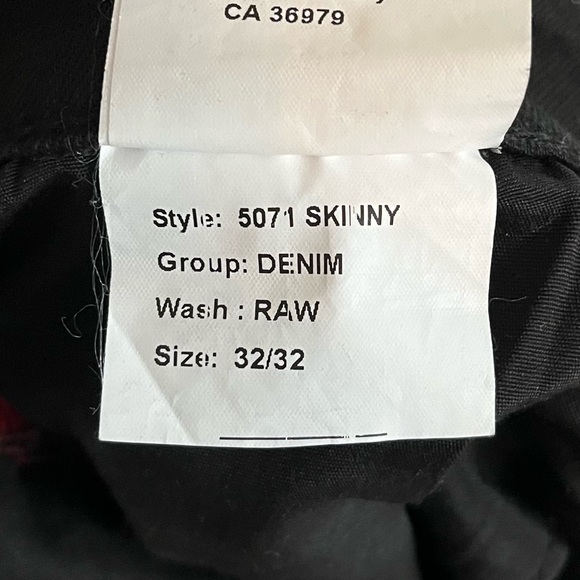 CA 36979
Style: 5071 SKINNY
Group: DENIM
Wash : RAW
Size: 32/32